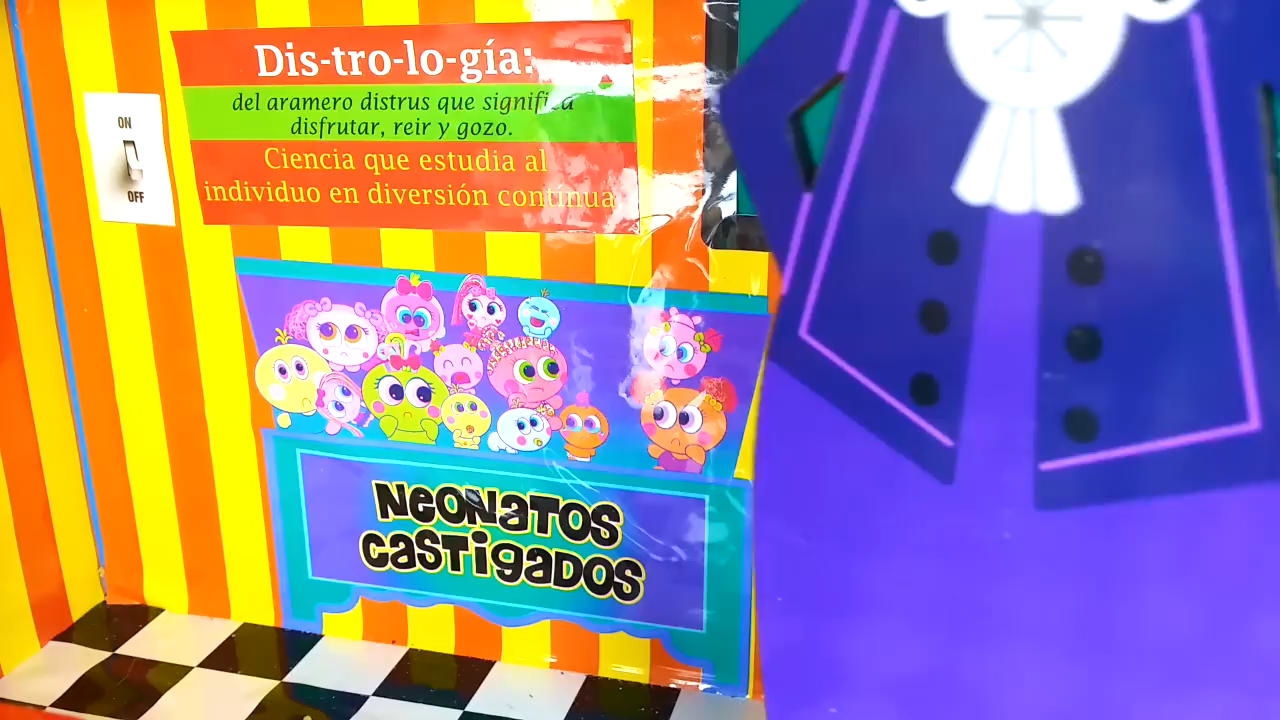 ON
OFF
Dis-tro-lo-gía:
del aramero distrus que significa
disfrutar, reir y gozo.
Ciencia que estudia al
individuo en diversión contínua
NeONaTOS
CaSTigaDOS